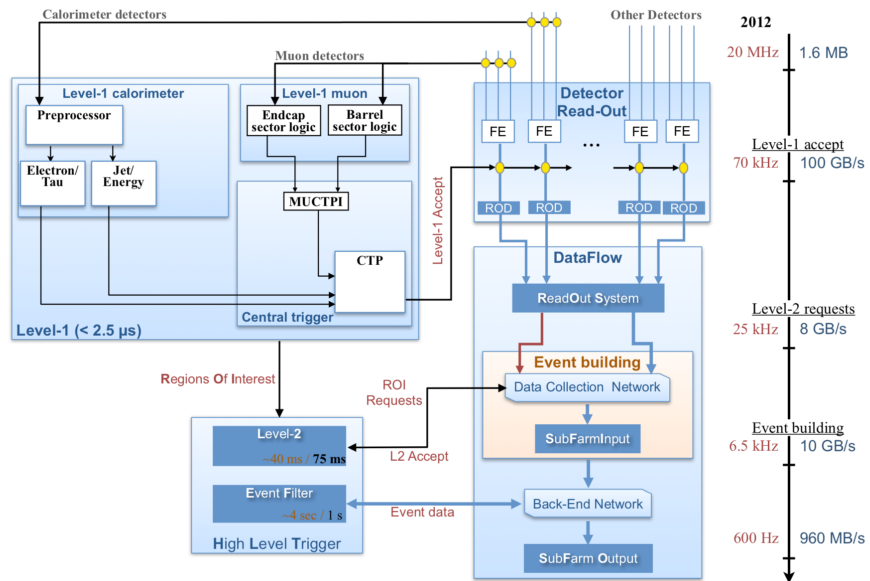 Calorimeter detectors
Other Detectors
2012
Muon detectors
20 MHz
1.6 MB
Level-1 calorimeter
Level-1 muon
Detector
Read-Out
Preprocessor
Endcap
sector logic
Barrel
sector logic
FE
FE
...
FE
FE
Level-1 accept
70 kHz
100 GB/s
Electron/
Tau
Jet/
Energy
MUCTPI
Level-1 Accept
ROD
ROD
ROD
ROD
CTP
DataFlow
ReadOut System
Central trigger
Level-1 (< 2.5 µs)
Level-2 requests
25 kHz
8 GB/s
Event building
Regions Of Interest
ROI
Requests
Data Collection Network
Level-2
~40 ms / 75 ms
L2 Accept
SubFarmInput
Event building
6.5 kHz
10 GB/s
Event Filter
~4 sec / 1 s
Event data
Back-End Network
High Level Trigger
SubFarm Output
600 Hz
960 MB/s